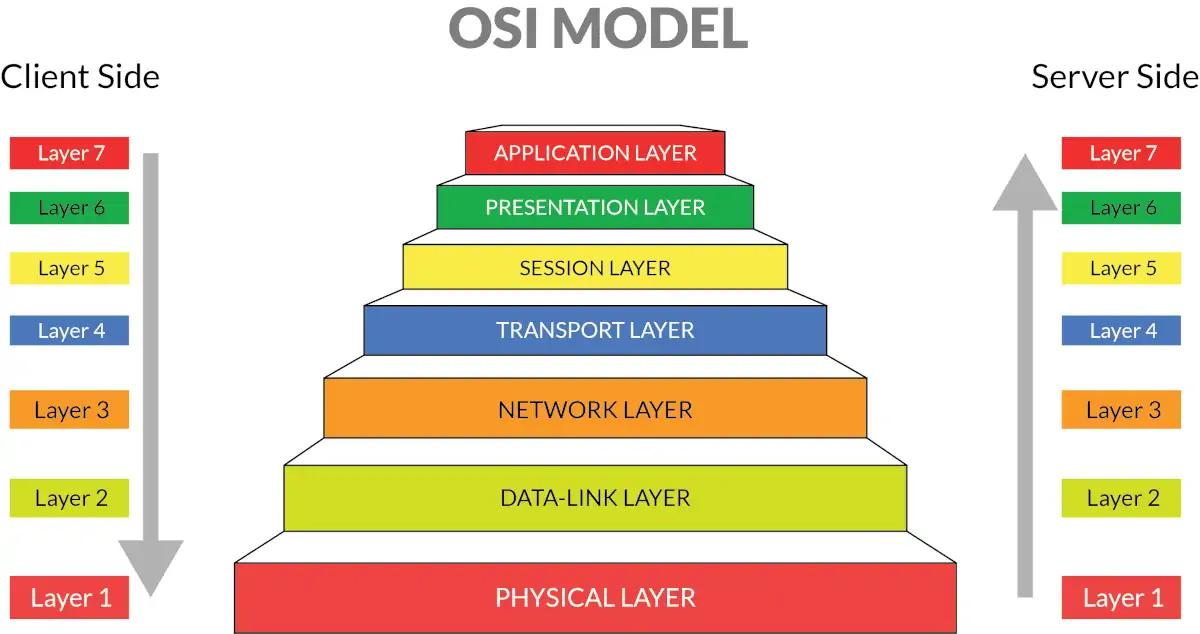 OSI MODEL
Client Side
Server Side
Layer 7
APPLICATION LAYER
Layer 7
Layer 6
PRESENTATION LAYER
Layer 6
Layer 5
SESSION LAYER
Layer 5
Layer 4
TRANSPORT LAYER
Layer 4
Layer 3
NETWORK LAYER
Layer 3
Layer 2
DATA-LINK LAYER
Layer 2
Layer 1
PHYSICAL LAYER
Layer 1